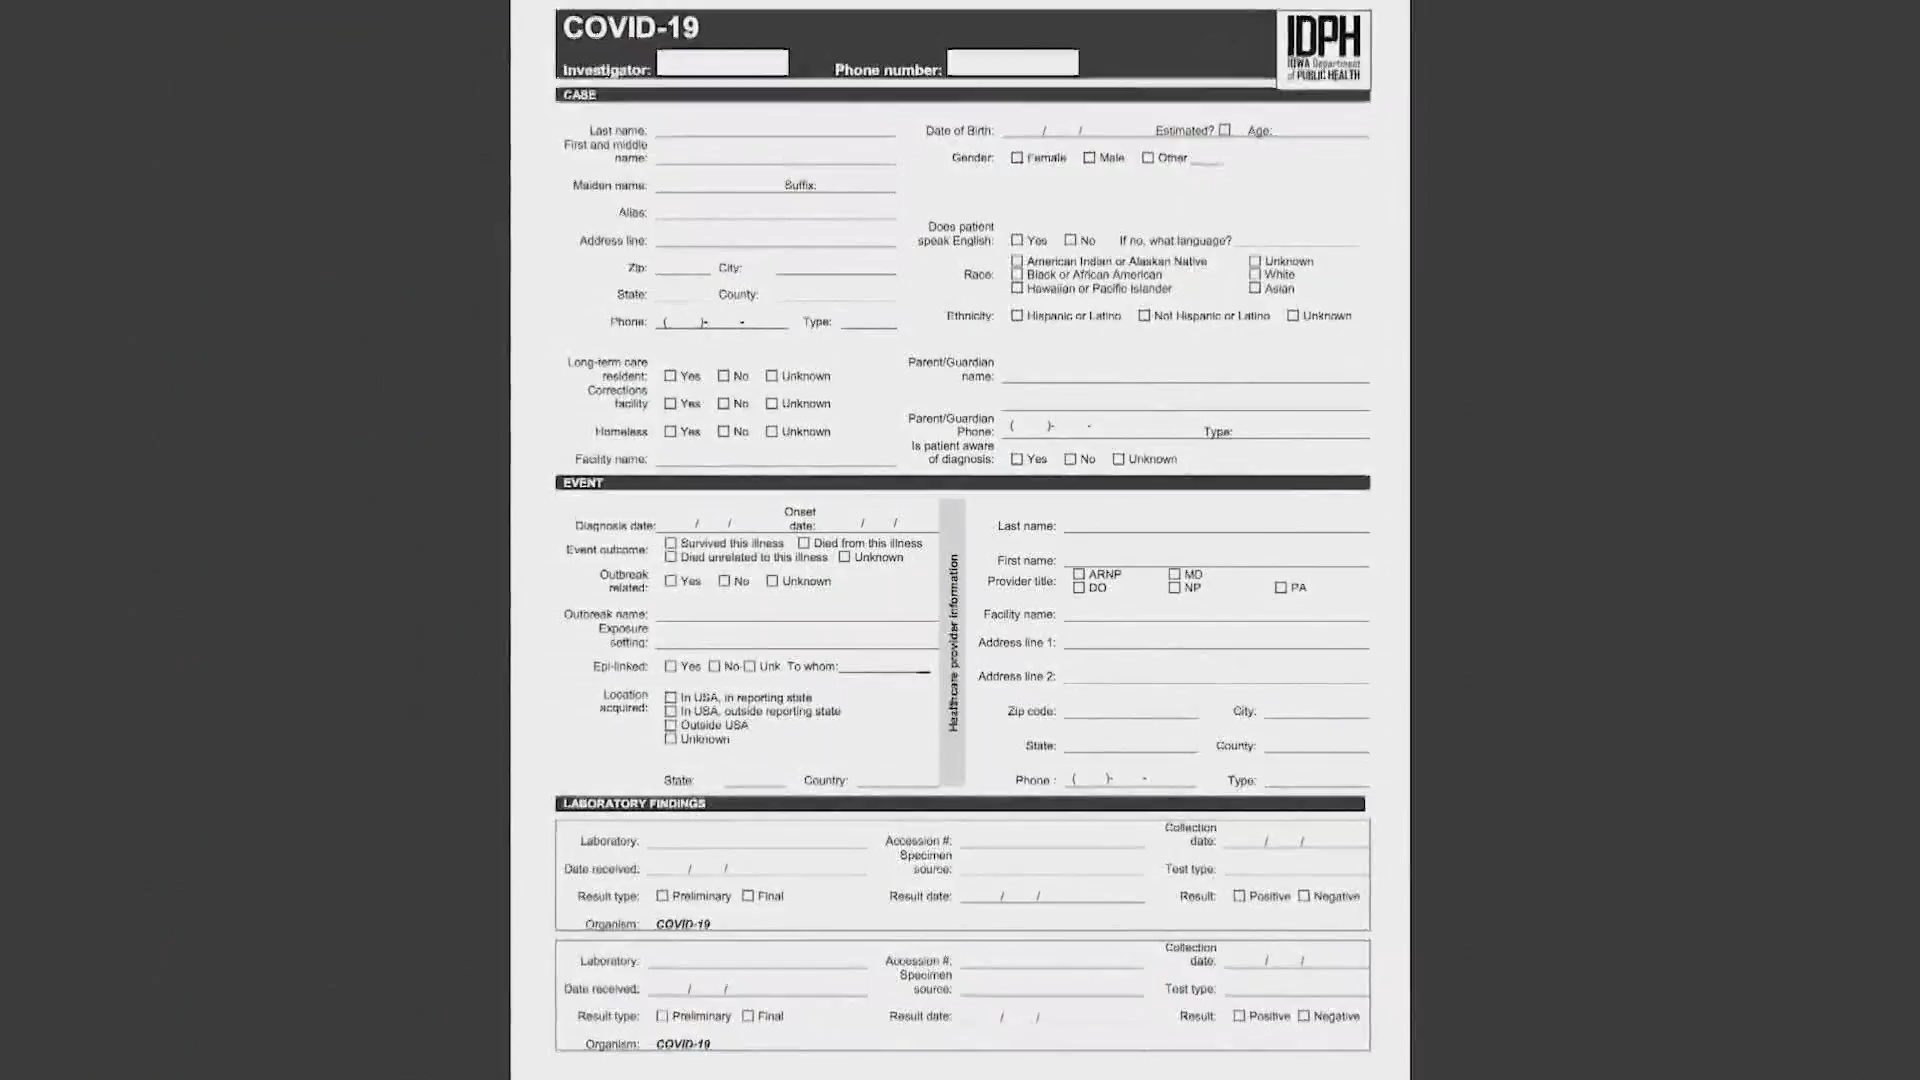 COVID-19
Investigator: Phone number:
IDPH
IOWA Department
of PUBLIC HEALTH
CASE
Last name:
First and middle
name:
Maiden name: Suffix:
Alias:
Address line:
Zip: City:
State: County:
Phone: ( )- - Type:
Date of Birth: / / Estimated? Age:
Gender: Female Male Other
Does patient
speak English: Yes No If no, what language?
Race: American Indian or Alaskan Native Unknown
Black or African American White
Hawaiian or Pacific Islander Asian
Ethnicity: Hispanic or Latino Not Hispanic or Latino Unknown
Long-term care
resident: Yes No Unknown
Corrections
facility Yes No Unknown
Homeless Yes No Unknown
Facility name:
Parent/Guardian
name:
Parent/Guardian
Phone: ( )- - Type:
Is patient aware
of diagnosis: Yes No Unknown
EVENT
Diagnosis date: / / Onset
date: / /
Event outcome: Survived this illness Died from this illness
Died unrelated to this illness Unknown
Outbreak
related: Yes No Unknown
Outbreak name:
Exposure
setting:
Epi-linked: Yes No Unk To whom:
Location
acquired: In USA, in reporting state
In USA, outside reporting state
Outside USA
Unknown
State: Country:
Healthcare provider information
Last name:
First name:
Provider title: ARNP MD
DO NP PA
Facility name:
Address line 1:
Address line 2:
Zip code: City:
State: County:
Phone : ( )- - Type:
LABORATORY FINDINGS
Laboratory: Accession #: Collection
date: / /
Date received: / / Specimen
source: Test type:
Result type: Preliminary Final Result date: / / Result: Positive Negative
Organism: COVID-19
Laboratory: Accession #: Collection
date: / /
Date received: / / Specimen
source: Test type:
Result type: Preliminary Final Result date: / / Result: Positive Negative
Organism: COVID-19